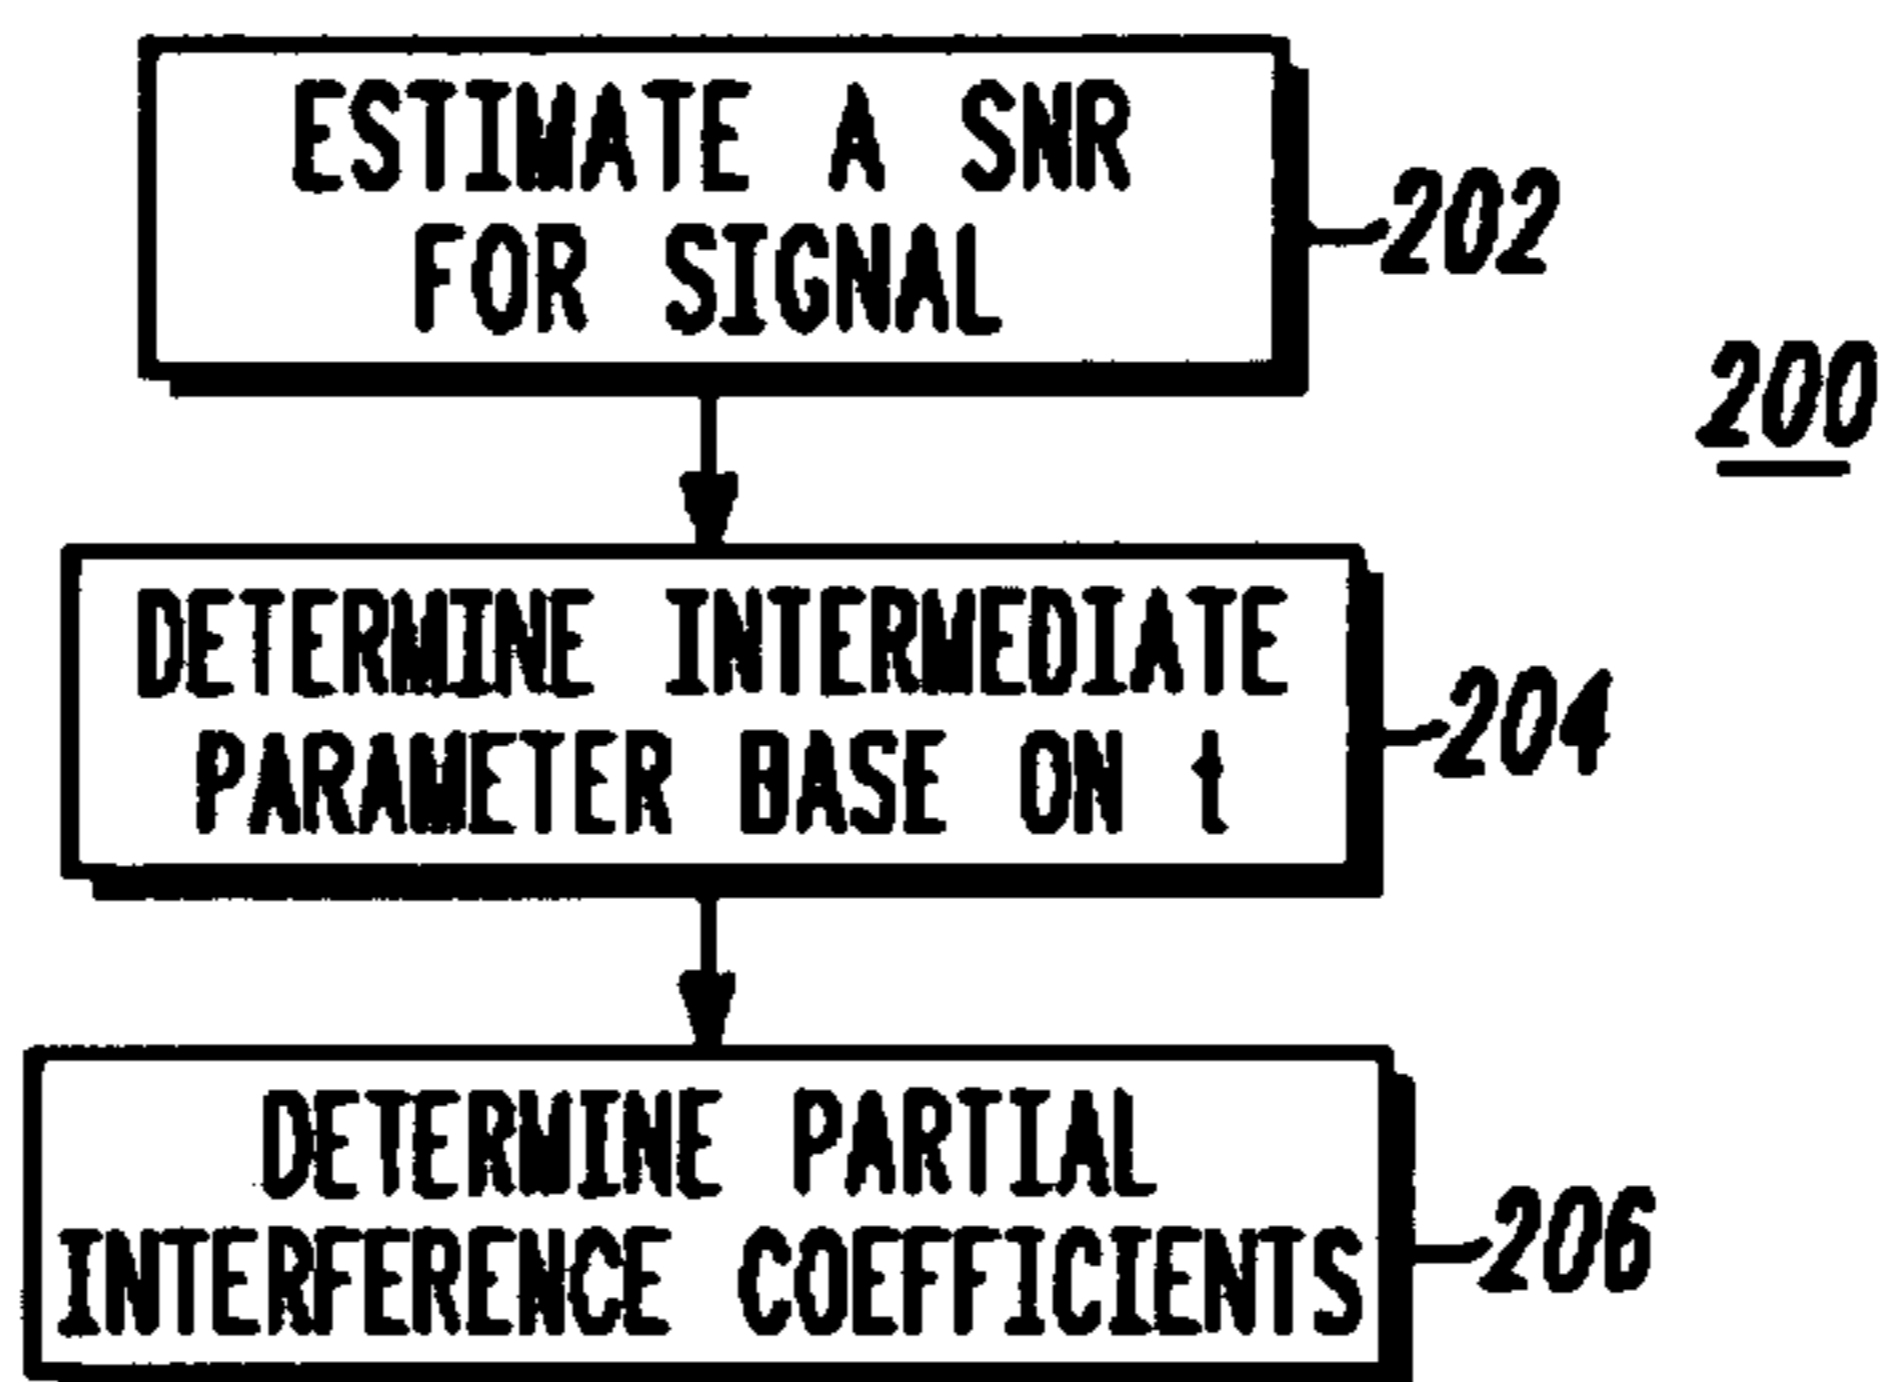 ESTIMATE A SNR
FOR SIGNAL
202
200
DETERMINE INTERMEDIATE
PARAMETER BASE ON t
204
DETERMINE PARTIAL
INTERFERENCE COEFFICIENTS
206